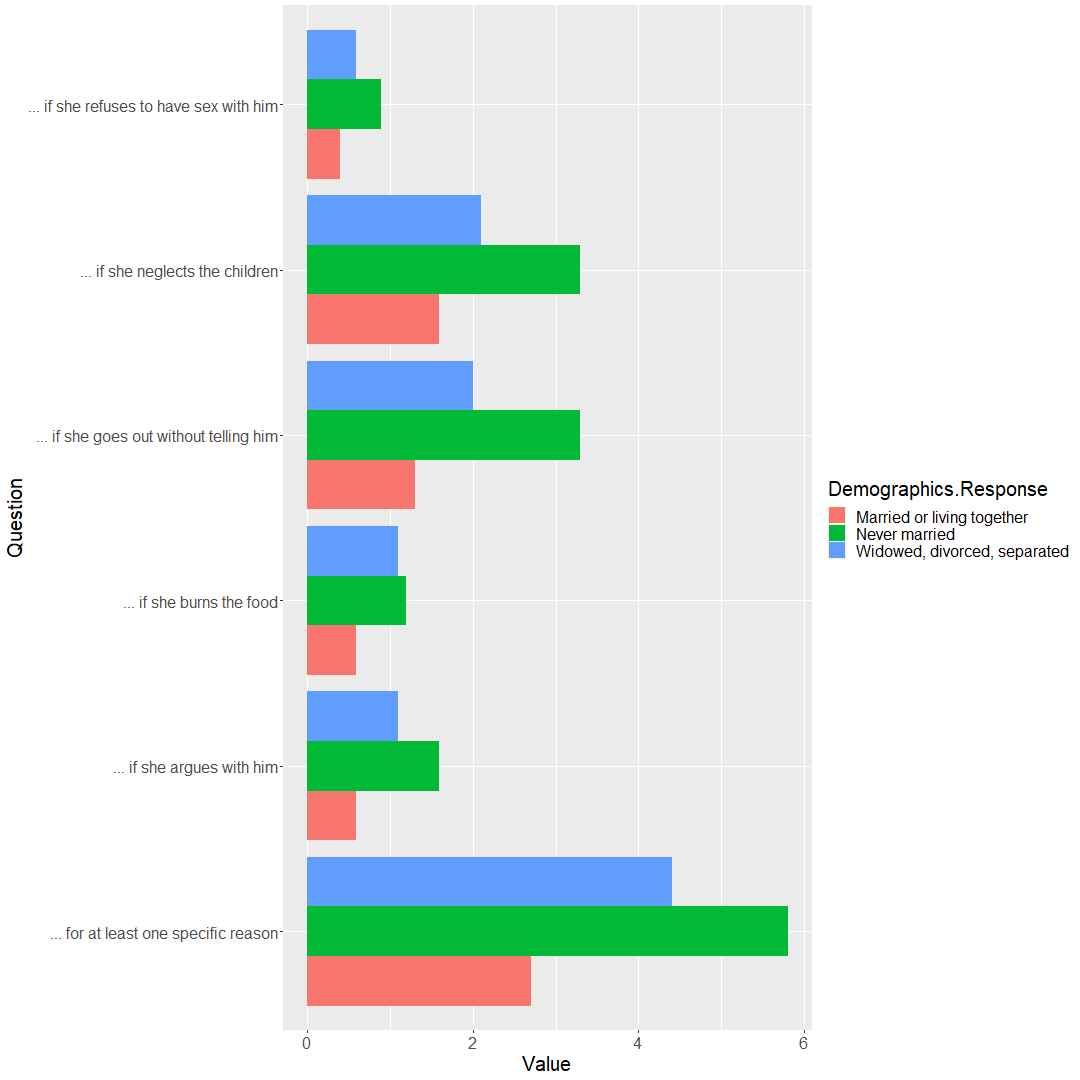 ... if she refuses to have sex with him
... if she neglects the children
... if she goes out without telling him
... if she burns the food
... if she argues with him
... for at least one specific reason
Question
0 2 4 6
Value
Demographics.Response
Married or living together
Never married
Widowed, divorced, separated